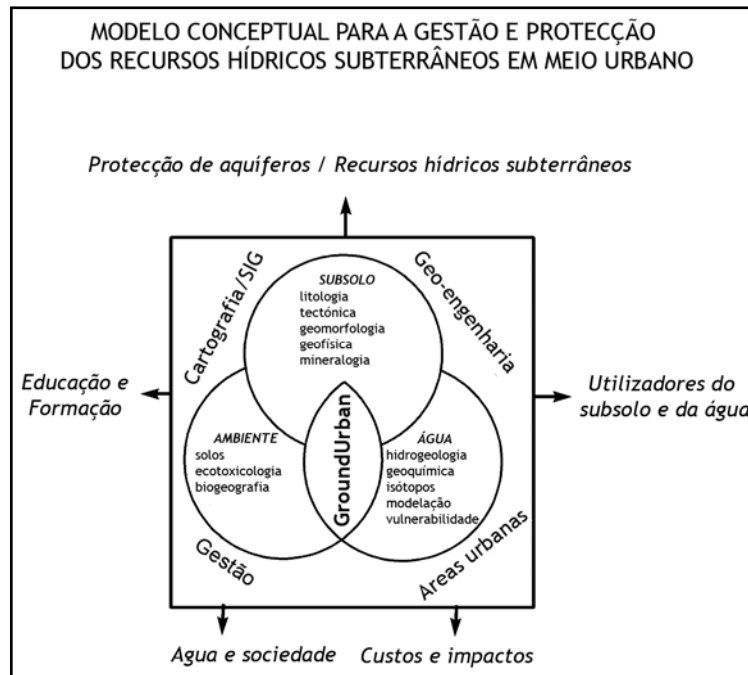 MODELO CONCEPTUAL PARA A GESTÃO E PROTECÇÃO
DOS RECURSOS HÍDRICOS SUBTERRÂNEOS EM MEIO URBANO
Protecção de aquíferos / Recursos hídricos subterrâneos
Cartografia/SIG
Geo-engenharia
SUBSOLO
litologia
tectónica
geomorfologia
geofísica
mineralogia
Educação e
Formação
Utilizadores do
subsolo e da água
AMBIENTE
solos
ecotoxicologia
biogeografia
GroundUrban
ÁGUA
hidrogeologia
geoquímica
isótopos
modelação
vulnerabilidade
Gestão
Areas urbanas
Agua e sociedade
Custos e impactos